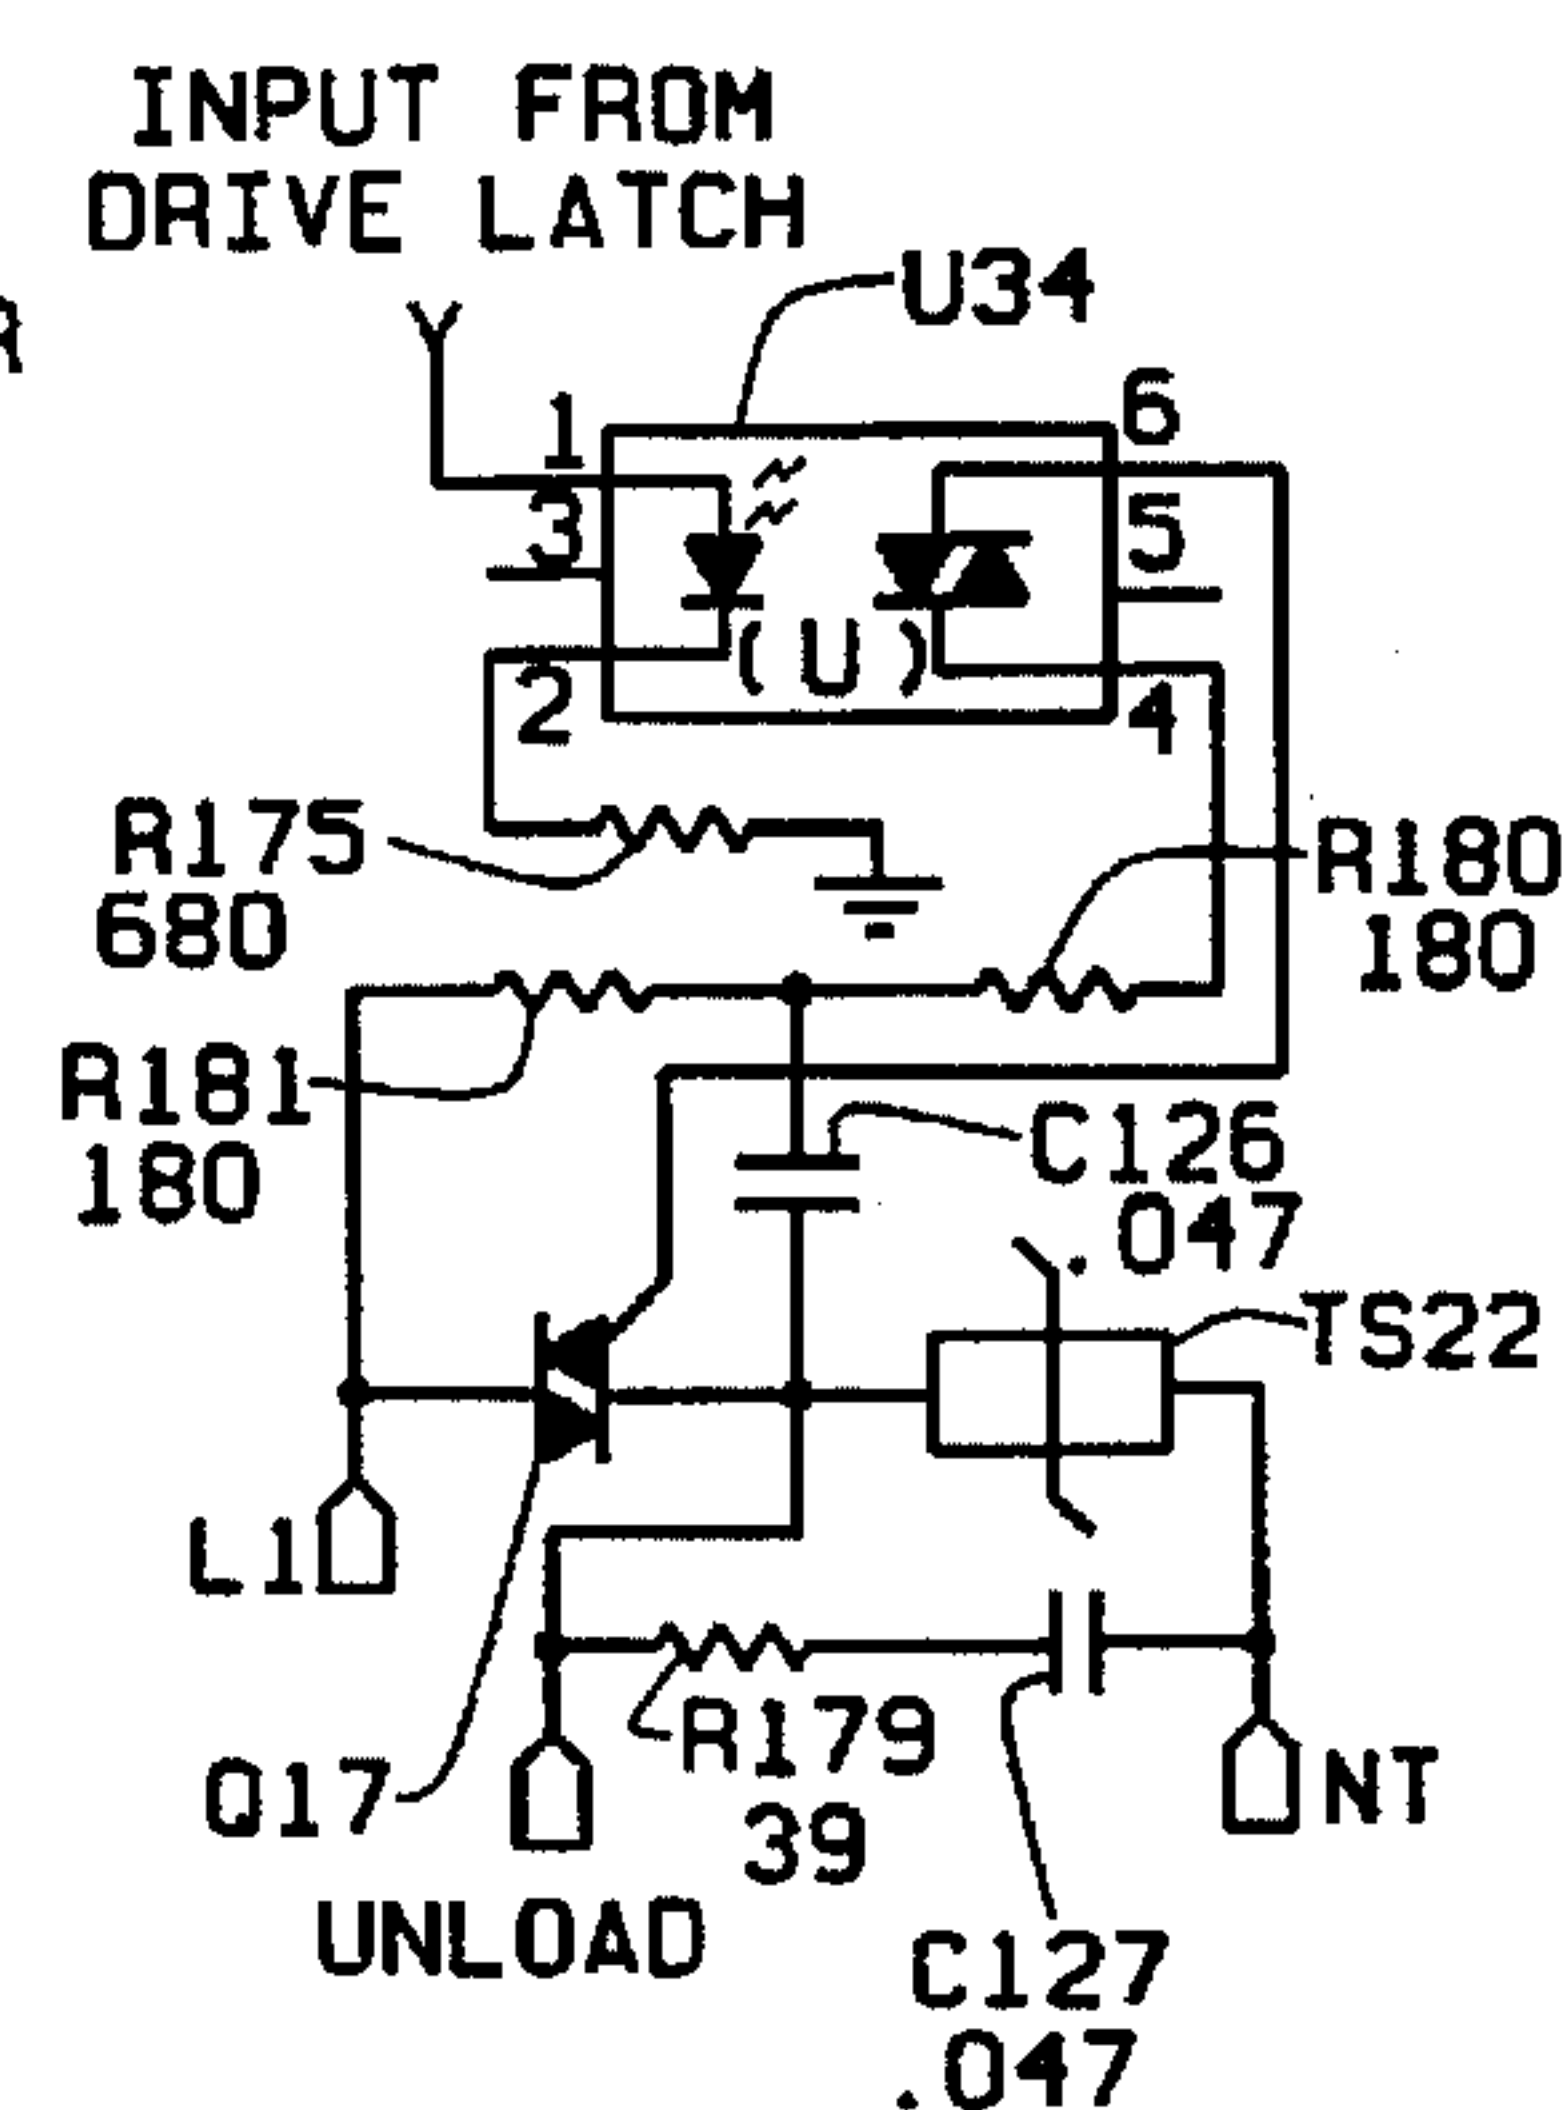 INPUT FROM
DRIVE LATCH
R
U34
1
6
3
5
(U)
2
4
R175
680
R180
180
R181
180
C126
.047
TS22
L1
Q17
R179
39
NT
UNLOAD
C127
.047